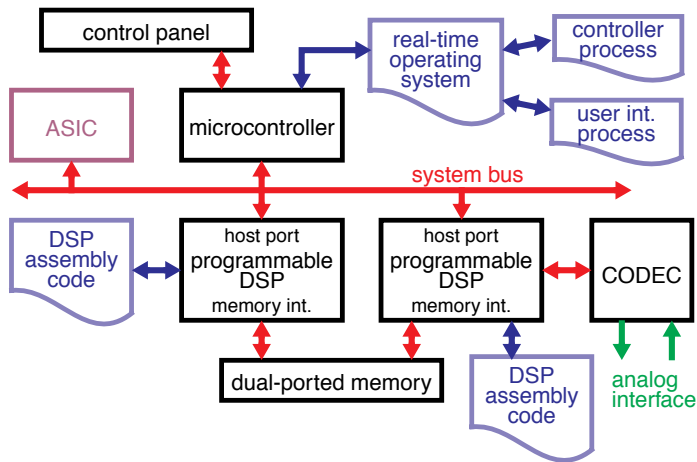 control panel
real-time
operating
system
controller
process
ASIC
microcontroller
user int.
process
system bus
DSP
assembly
code
host port
programmable
DSP
memory int.
host port
programmable
DSP
memory int.
CODEC
dual-ported memory
DSP
assembly
code
analog
interface